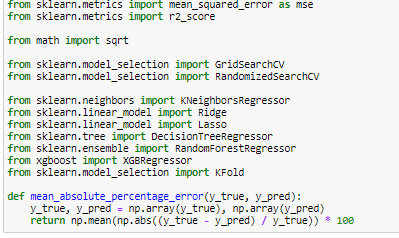 from sklearn.metrics import mean_squared_error as mse
from sklearn.metrics import r2_score
from math import sqrt
from sklearn.model_selection import GridSearchCV
from sklearn.model_selection import RandomizedSearchCV
from sklearn.neighbors import KNeighborsRegressor
from sklearn.linear_model import Ridge
from sklearn.linear_model import Lasso
from sklearn.tree import DecisionTreeRegressor
from sklearn.ensemble import RandomForestRegressor
from xgboost import XGBRegressor
from sklearn.model_selection import KFold
def mean_absolute_percentage_error(y_true, y_pred):
    y_true, y_pred = np.array(y_true), np.array(y_pred)
    return np.mean(np.abs((y_true - y_pred) / y_true)) * 100